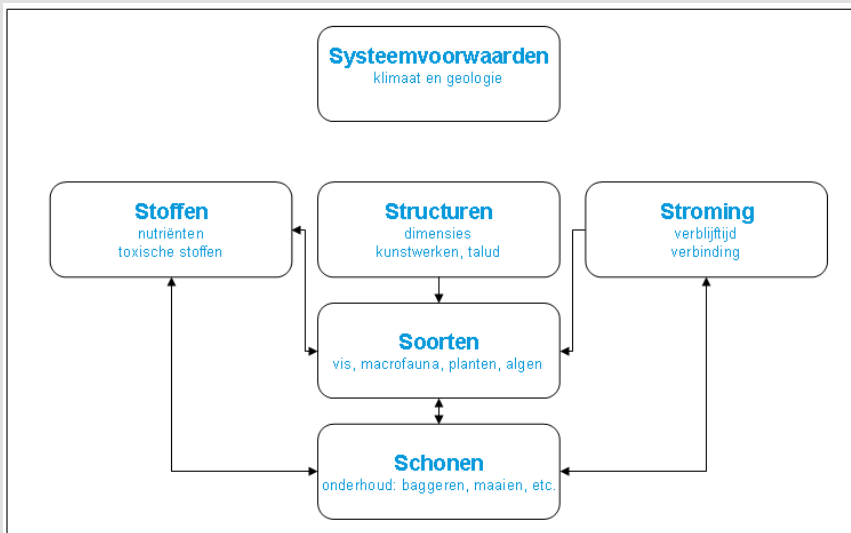 Systeemvoorwaarden
klimaat en geologie
Stoffen
nutriënten
toxische stoffen
Structuren
dimensies
kunstwerken, talud
Stroming
verblijftijd
verbinding
Soorten
vis, macrofauna, planten, algen
Schonen
onderhoud: baggeren, maaien, etc.